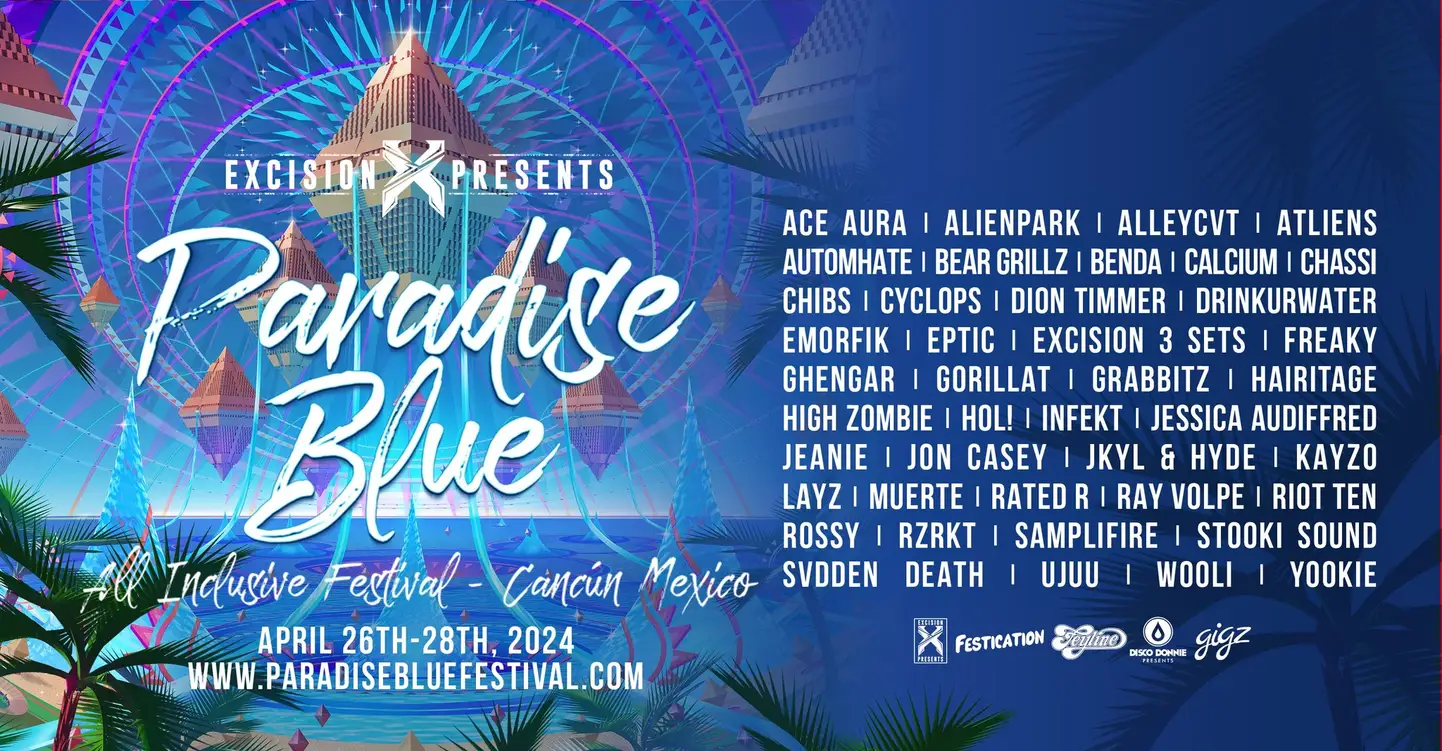 EXCISION X PRESENTS
Paradise
Blue
All Inclusive Festival - Cancún Mexico
APRIL 26TH-28TH, 2024
WWW.PARADISEBLUEFESTIVAL.COM
ACE AURA | ALIENPARK | ALLEYCVT | ATLIENS
AUTOMHATE | BEAR GRILLZ | BENDA | CALCIUM | CHASSI
CHIBS | CYCLOPS | DION TIMMER | DRINKURWATER
EMORFIK | EPTIC | EXCISION 3 SETS | FREAKY
GHENGAR | GORILLAT | GRABBITZ | HAIRITAGE
HIGH ZOMBIE | HOL! | INFEKT | JESSICA AUDIFFRED
JEANIE | JON CASEY | JKYL & HYDE | KAYZO
LAYZ | MUERTE | RATED R | RAY VOLPE | RIOT TEN
ROSSY | RZRKT | SAMPLIFIRE | STOOKI SOUND
SVDDEN DEATH | UJUU | WOOLI | YOOKIE
EXCISION
X
PRESENTS
FESTICATION
Feyline
DISCO DONNIE
PRESENTS
gigz